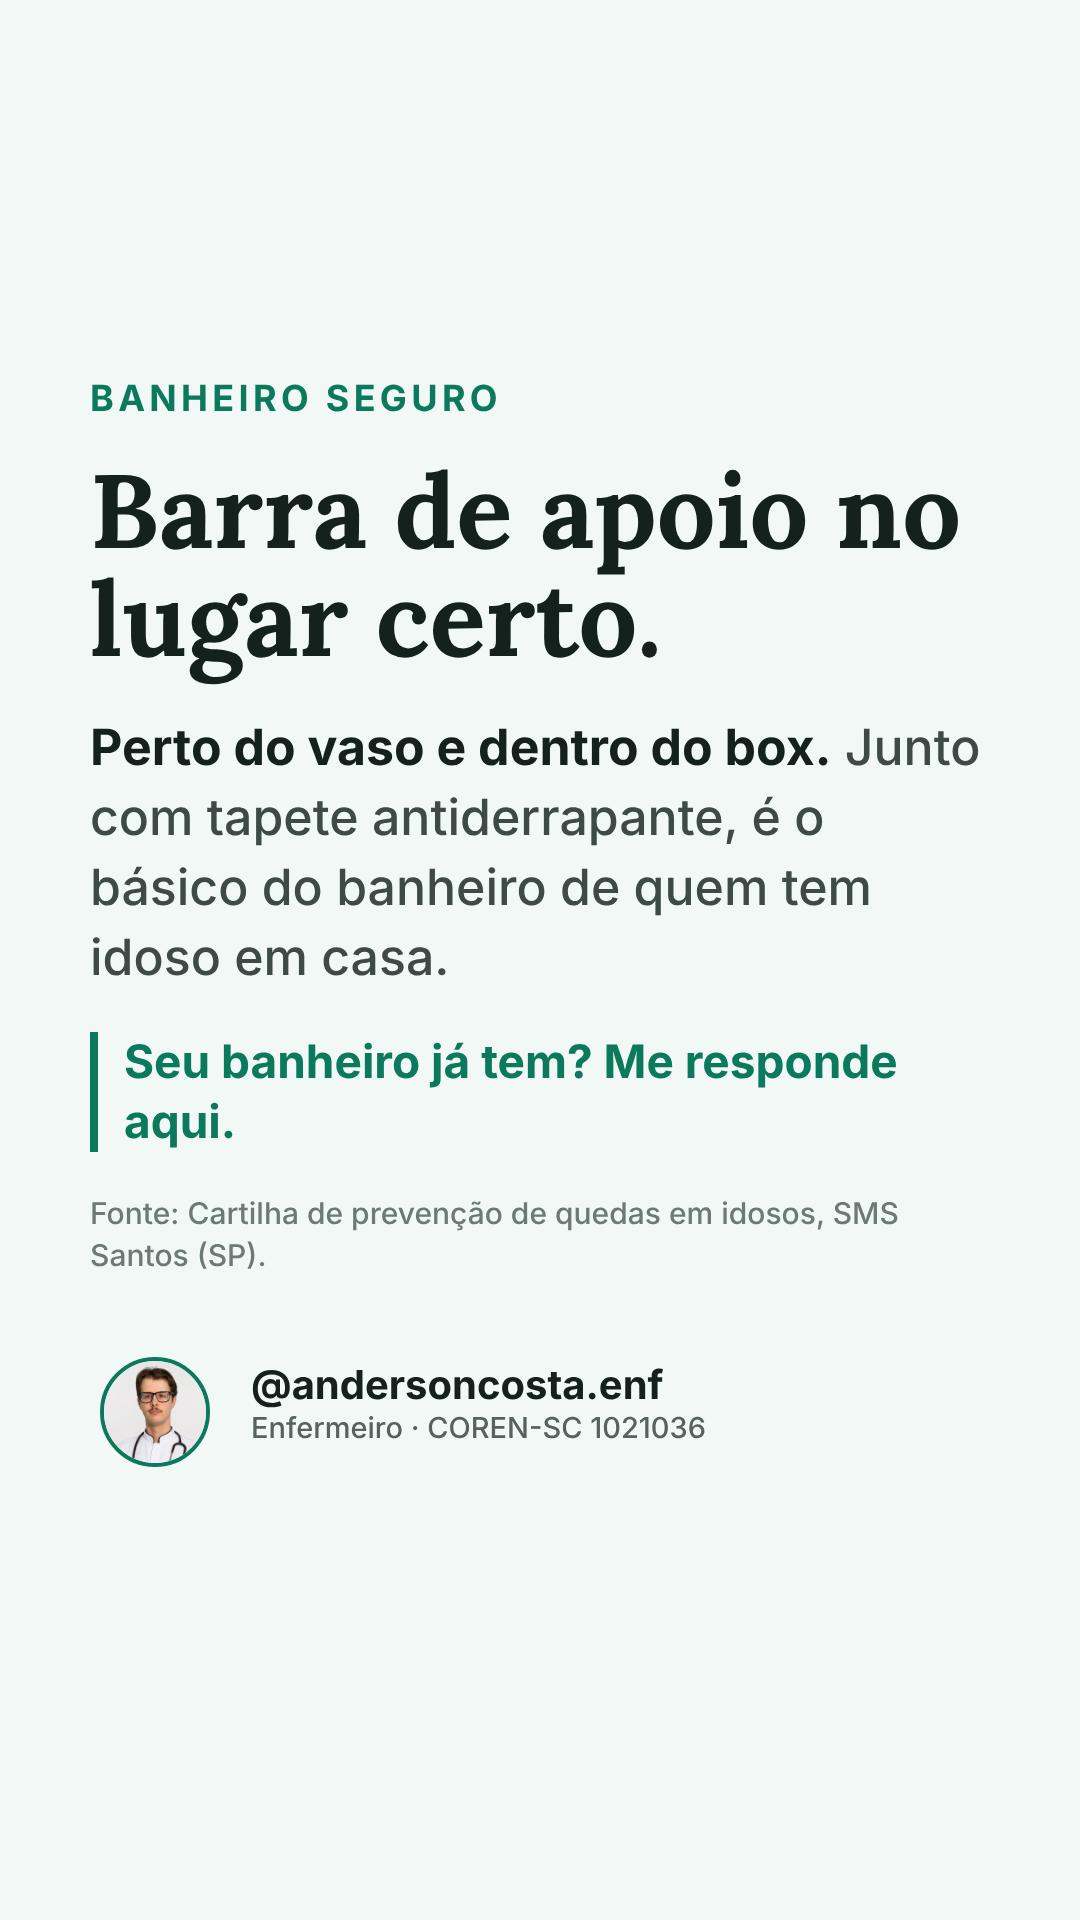 BANHEIRO SEGURO
Barra de apoio no
lugar certo.
Perto do vaso e dentro do box. Junto
com tapete antiderrapante, é o
básico do banheiro de quem tem
idoso em casa.
Seu banheiro já tem? Me responde
aqui.
Fonte: Cartilha de prevenção de quedas em idosos, SMS
Santos (SP).
@andersoncosta.enf
Enfermeiro · COREN-SC 1021036